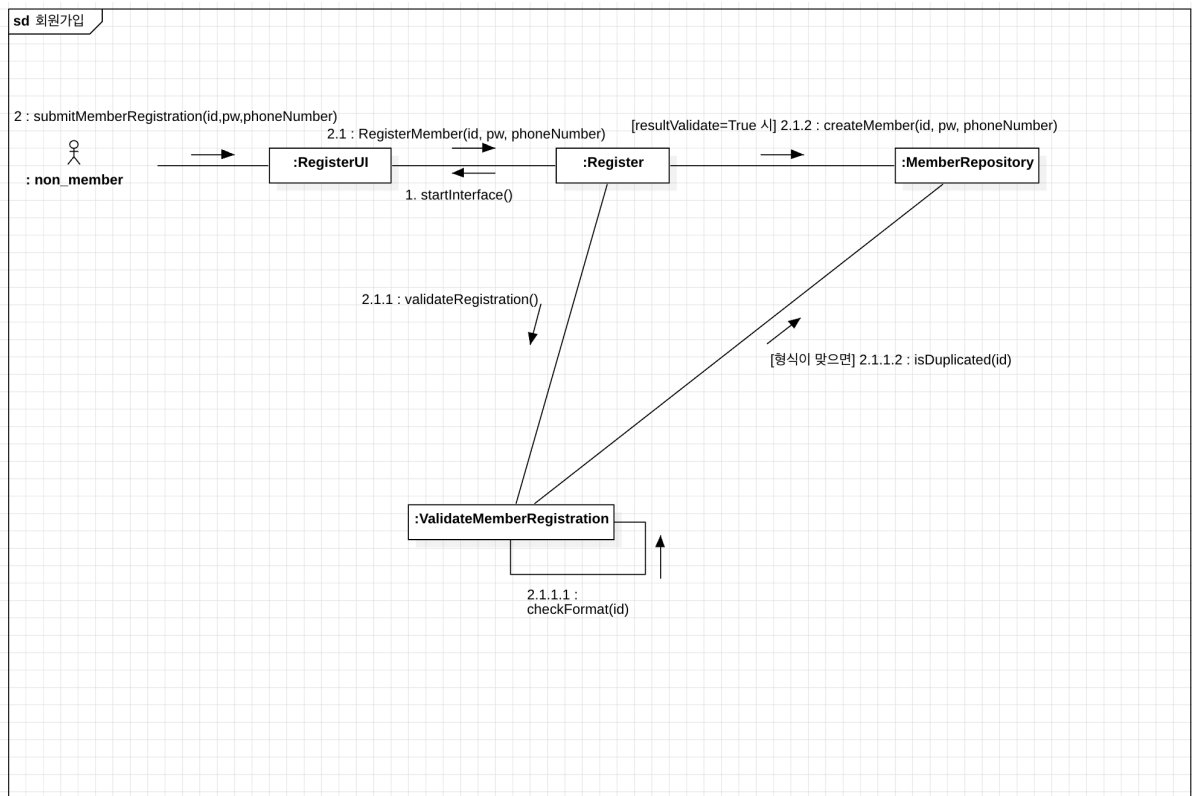 sd 회원가입
2 : submitMemberRegistration(id,pw,phoneNumber)
2.1 : RegisterMember(id, pw, phoneNumber)
[resultValidate=True 시] 2.1.2 : createMember(id, pw, phoneNumber)
: non_member
:RegisterUI
:Register
:MemberRepository
1. startInterface()
2.1.1 : validateRegistration()
[형식이 맞으면] 2.1.1.2 : isDuplicated(id)
:ValidateMemberRegistration
2.1.1.1 :
checkFormat(id)